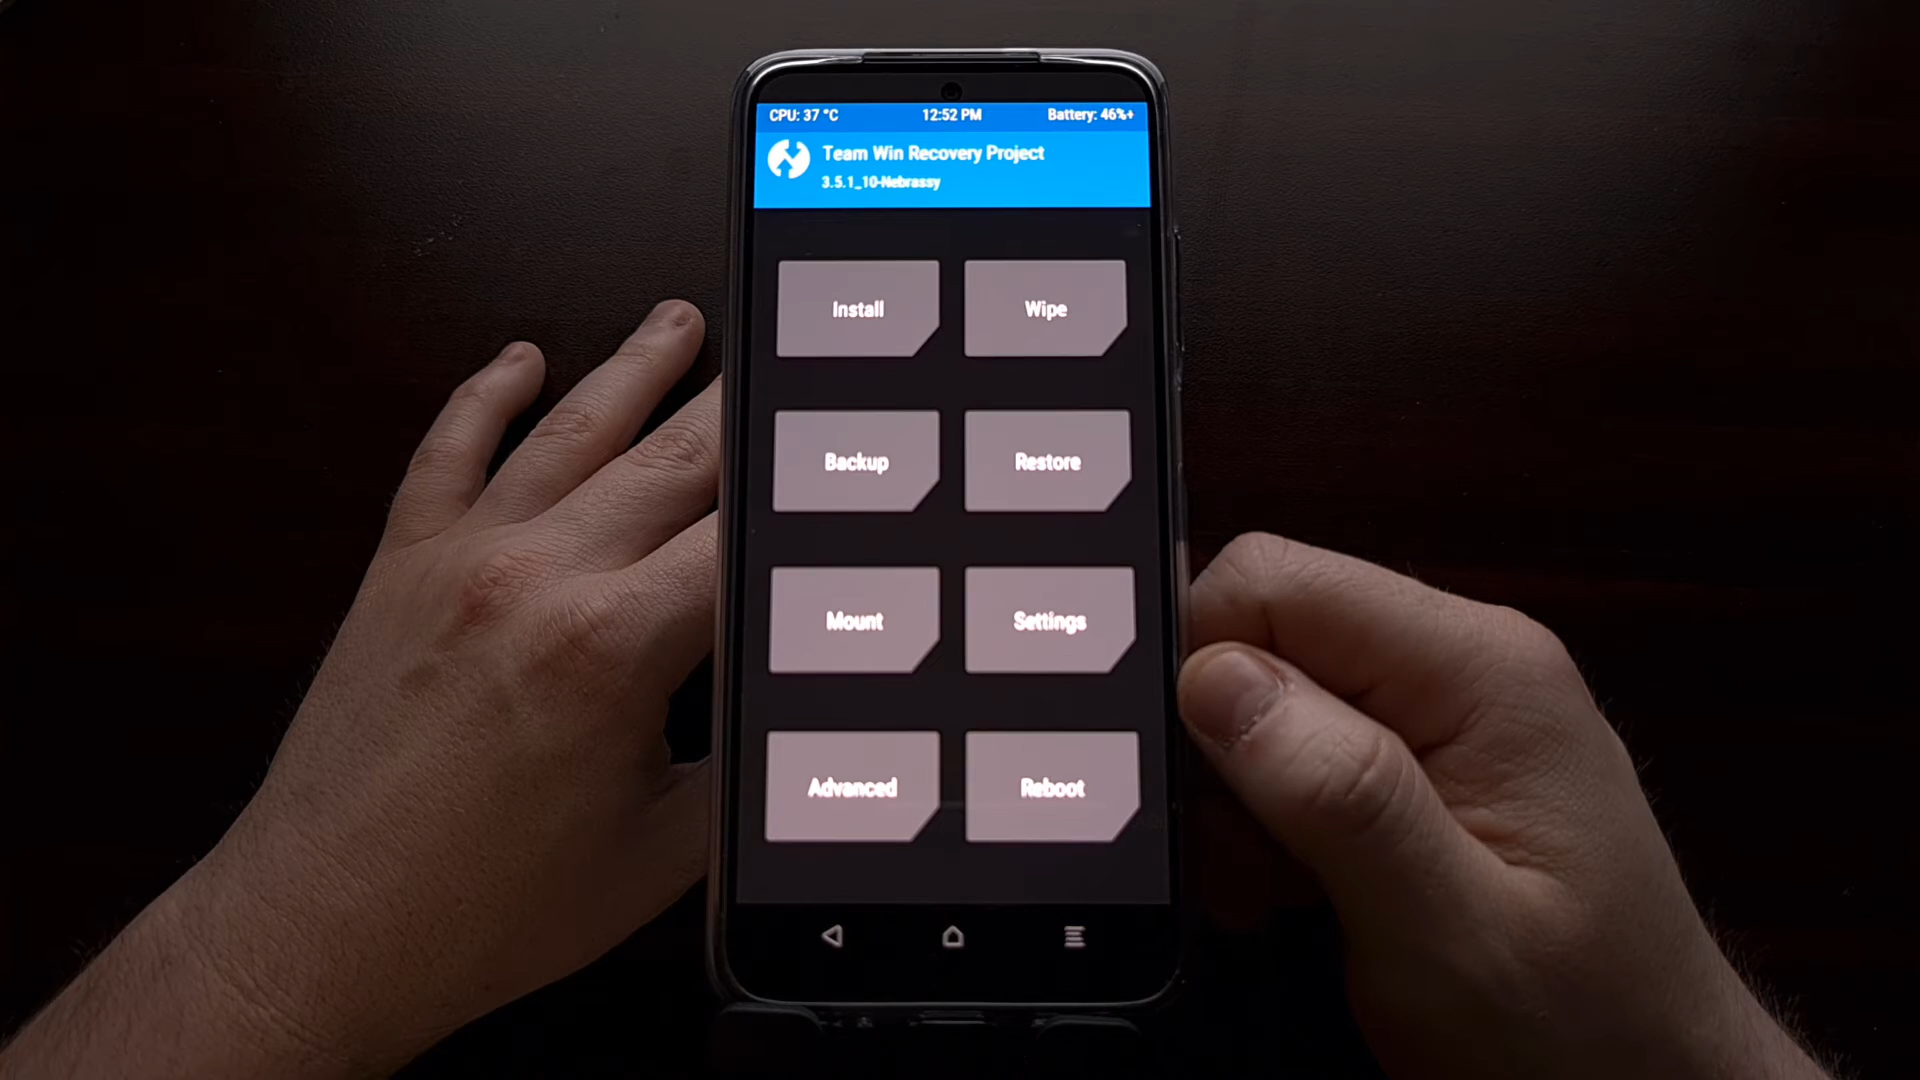 CPU: 37 °C 12:52 PM Battery: 46%+
Team Win Recovery Project
3.5.1_10-Nebrassy
Install Wipe
Backup Restore
Mount Settings
Advanced Reboot